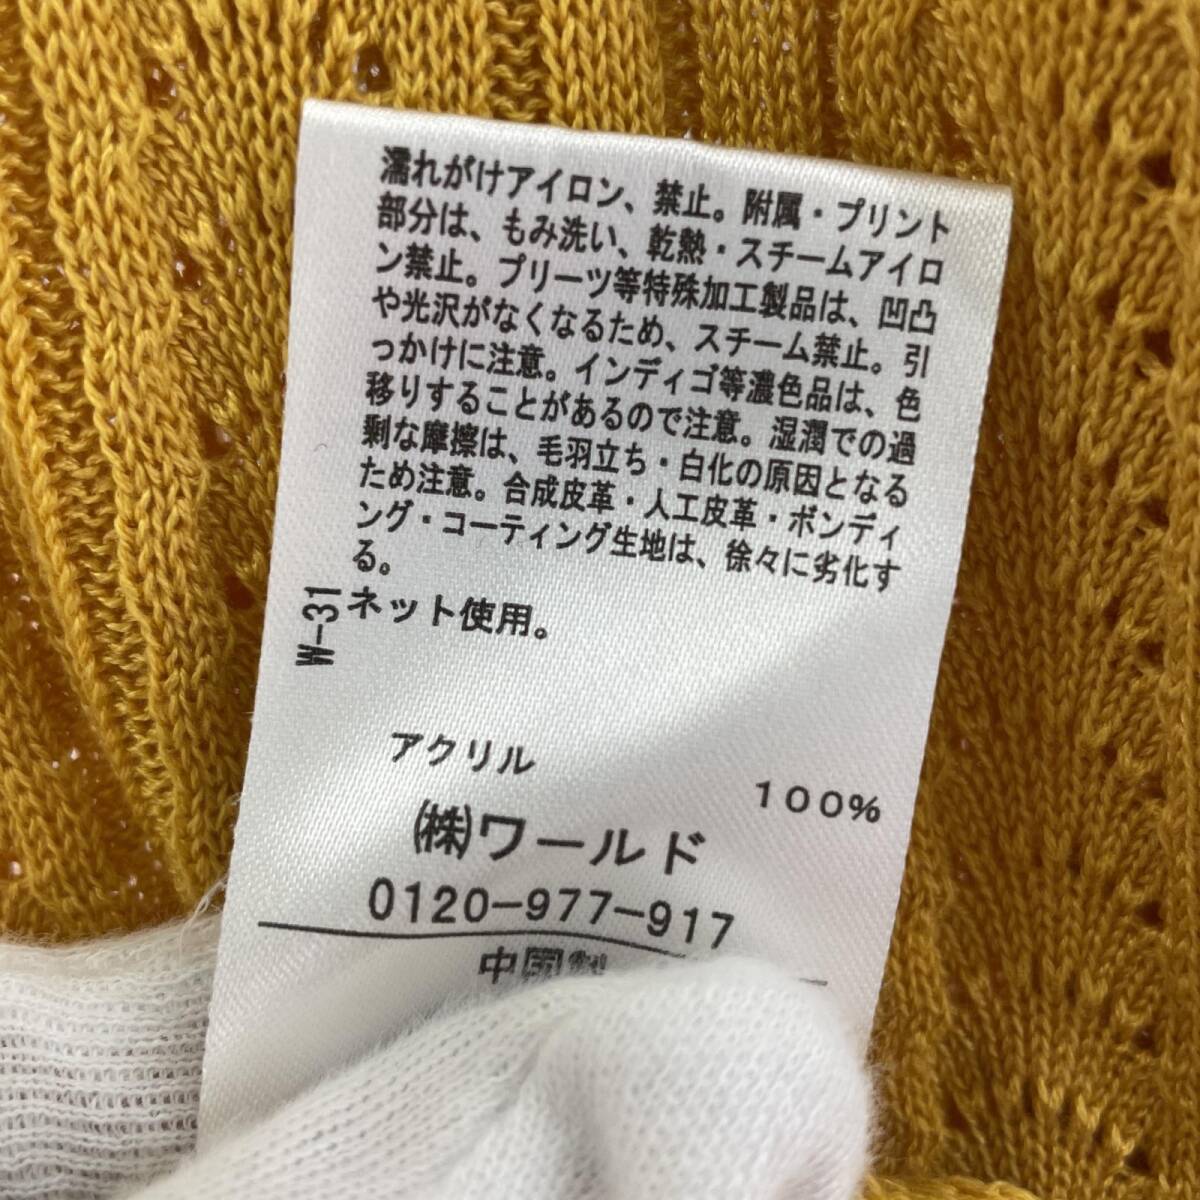 濡れがけアイロン、禁止。附属・プリント
部分は、もみ洗い、乾熱・スチームアイロ
ン禁止。プリーツ等特殊加工製品は、凹凸
や光沢がなくなるため、スチーム禁止。引
っかけに注意。インディゴ等濃色品は、色
移りすることがあるので注意。湿潤での過
剰な摩擦は、毛羽立ち・白化の原因となる
ため注意。合成皮革・人工皮革・ボンディ
ング・コーティング生地は、徐々に劣化す
る。
ネット使用。
W-31
アクリル
100%
㈱ワールド
0120-977-917
中国製